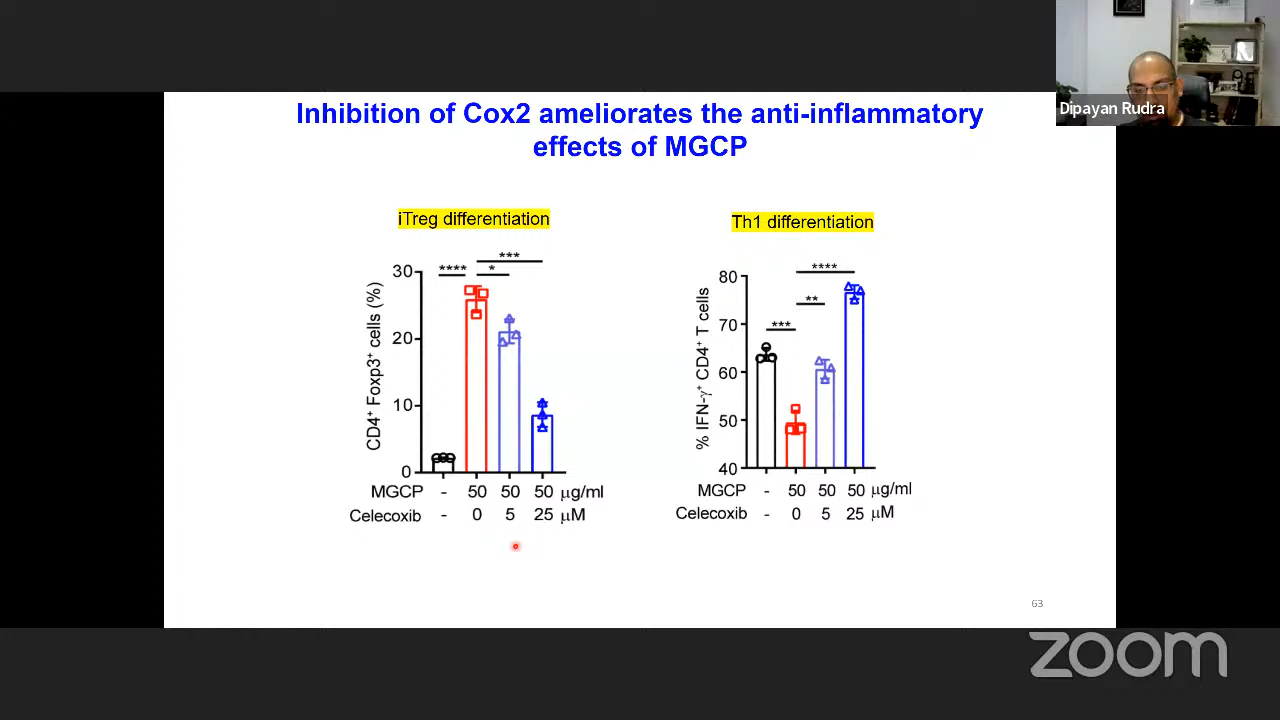 Dipayan Rudra
Inhibition of Cox2 ameliorates the anti-inflammatory
effects of MGCP
iTreg differentiation
CD4⁺ Foxp3⁺ cells (%)
30
20
10
0
****
*
***
MGCP - 50 50 50 µg/ml
Celecoxib - 0 5 25 µM
Th1 differentiation
% IFN-γ⁺ CD4⁺ T cells
80
70
60
50
40
***
**
****
MGCP - 50 50 50 µg/ml
Celecoxib - 0 5 25 µM
63
zoom